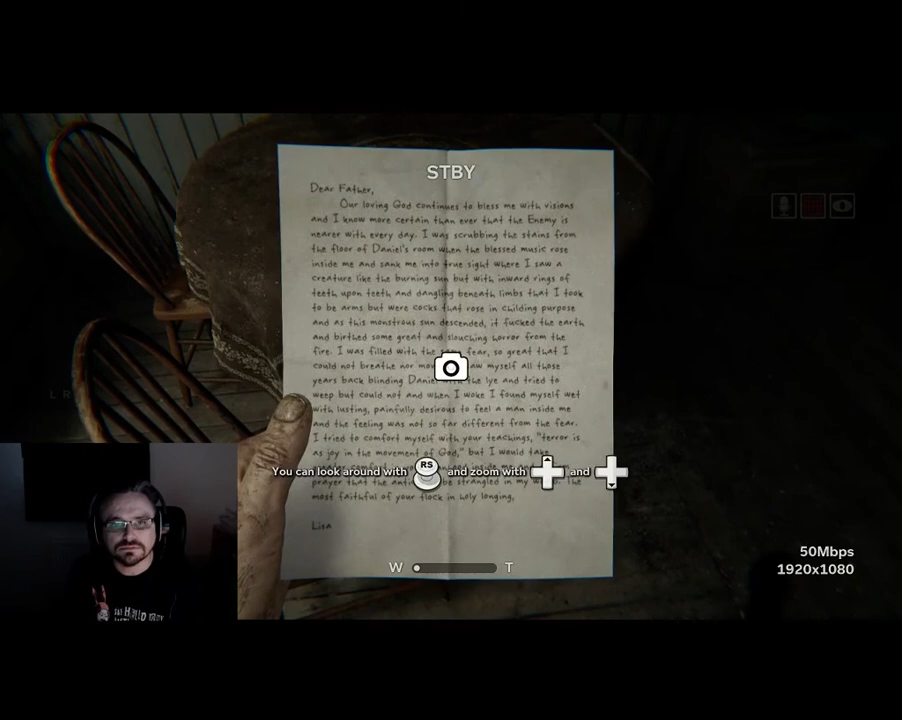 STBY
Dear Father,
Our loving God continues to bless me with visions
and I know more certain than ever that the Enemy is
nearer with every day. I was scrubbing the stains from
the floor of Daniel's room when the blessed music rose
inside me and sank me into true sight where I saw a
creature like the burning sun but with inward rings of
teeth upon teeth and dangling beneath limbs that I took
to be arms but were cocks that rose in childing purpose
and as this monstrous sun descended, it fucked the earth
and birthed some great and slouching horror from the
fire. I was filled with the fear, so great that I
could not breathe nor saw myself all those
years back blinding Daniel the lye and tried to
weep but could not and when I woke I found myself wet
with lusting, painfully desirous to feel a man inside me
and the feeling was not so far different from the fear.
I tried to comfort myself with your teachings, "terror is
as joy in the movement of God," but I would take
You can look around with RS and zoom with and
prayer that the be strangled in my The
most faithful of your flock in holy longing,
Lisa
W T
50Mbps
1920x1080